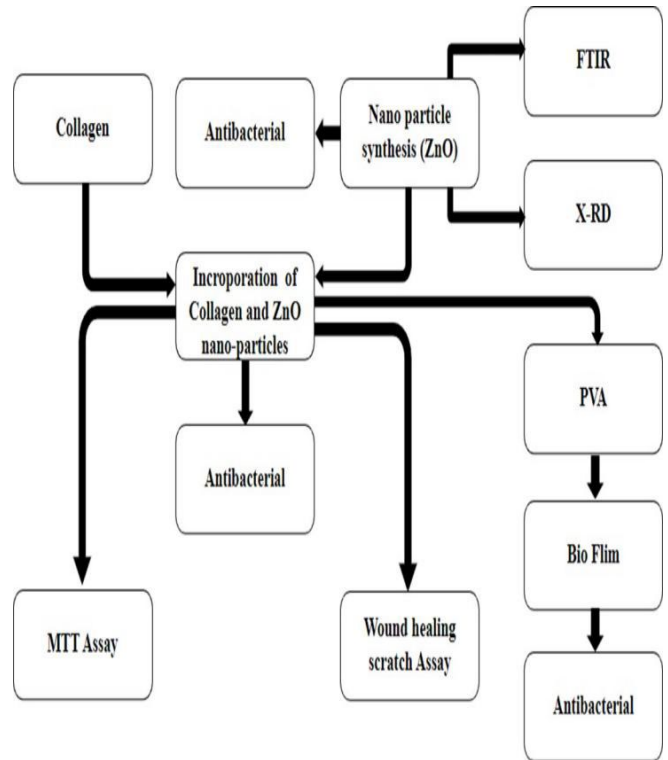 FTIR
Collagen
Antibacterial
Nano particle
synthesis (ZnO)
X-RD
Incroporation of
Collagen and ZnO
nano-particles
PVA
Antibacterial
Bio Flim
MTT Assay
Wound healing
scratch Assay
Antibacterial